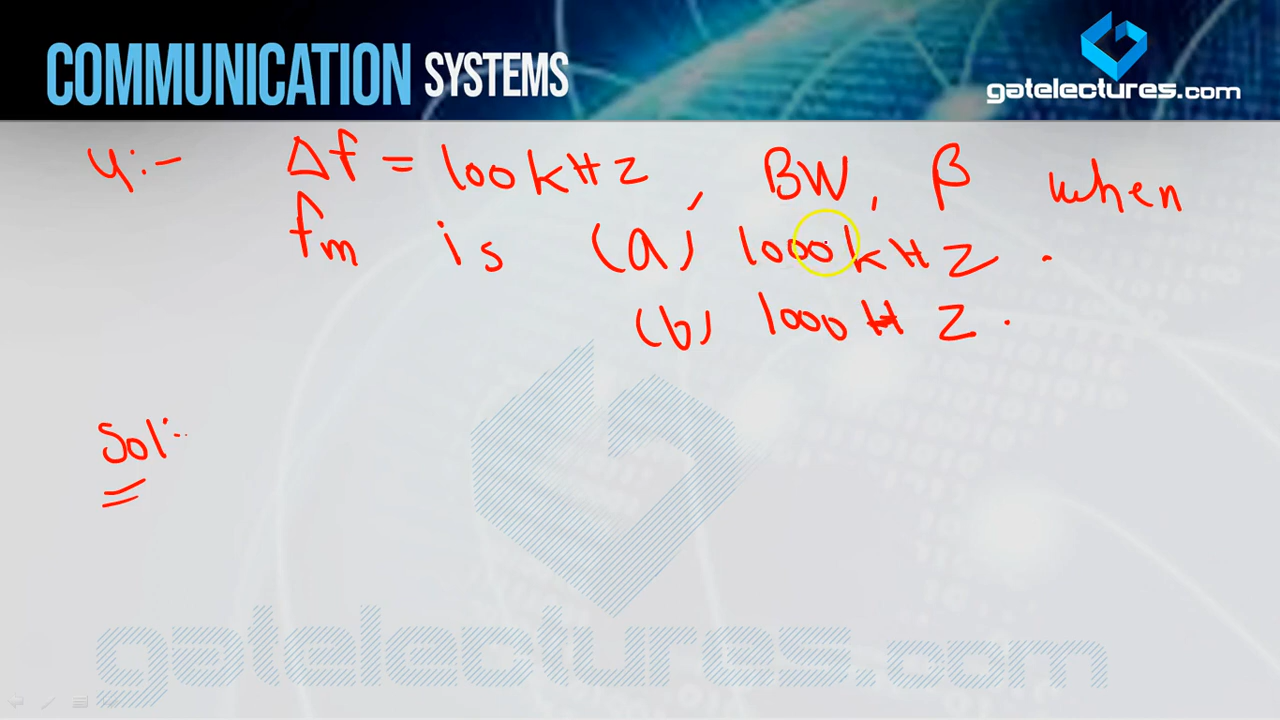 COMMUNICATION SYSTEMS
gatelectures.com
4:- Δf = 100kHz, BW, β when
fm is (a) 1000kHz.
(b) 1000Hz.
Sol:-
gatelectures.com